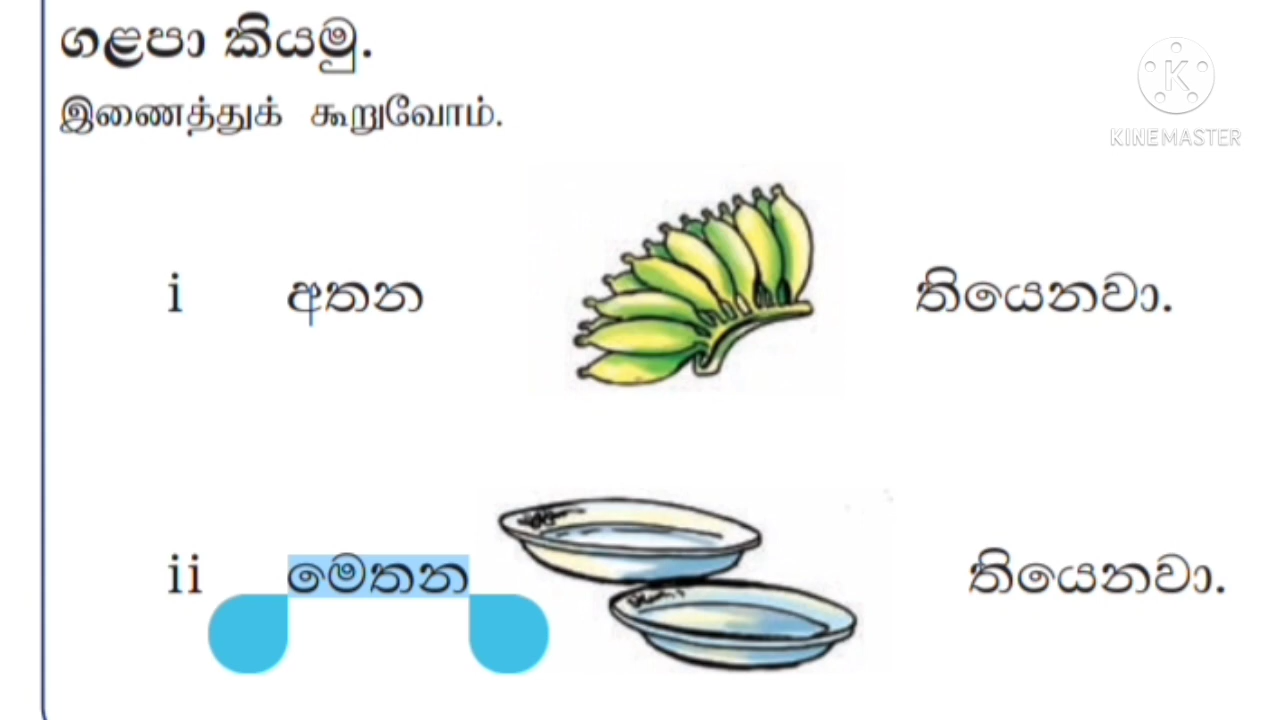 ගළපා කියමු.
இணைத்துக் கூறுவோம்.
KINEMASTER
i අතන තියෙනවා.
ii මෙතන තියෙනවා.